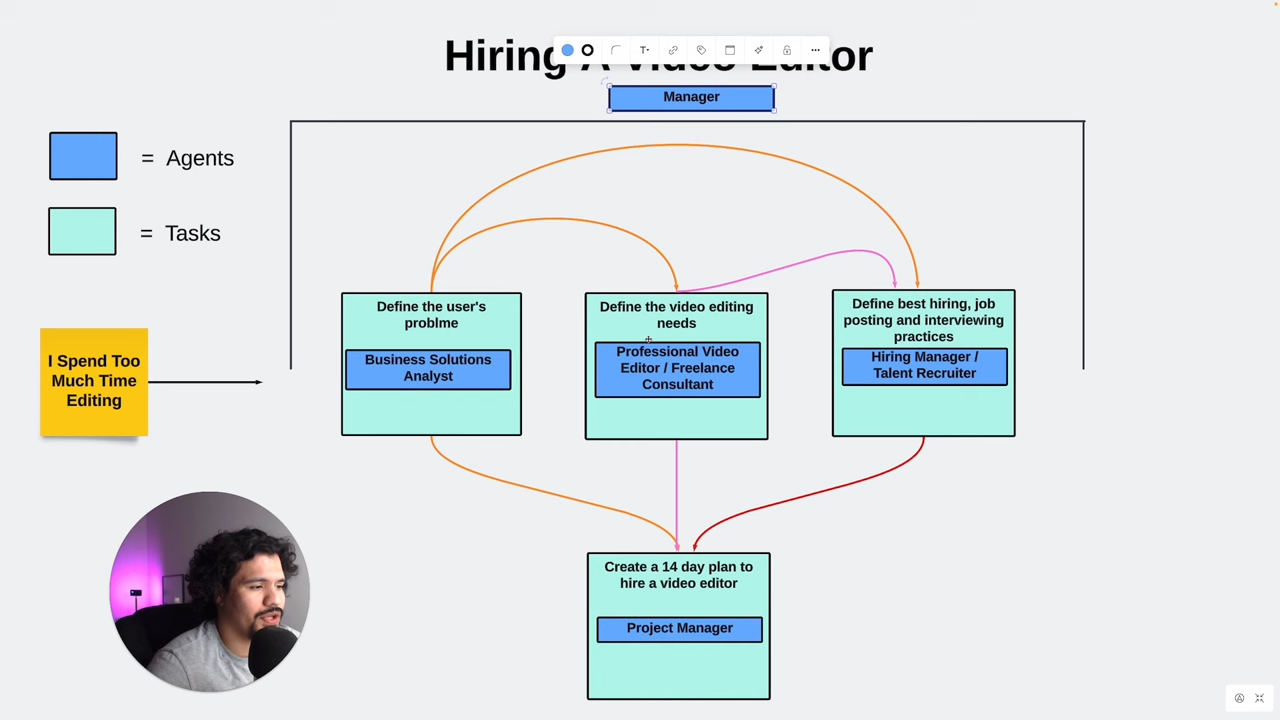 Hiring A Video Editor
Manager
= Agents
= Tasks
I Spend Too
Much Time
Editing
Define the user's
problme
Business Solutions
Analyst
Define the video editing
needs
Professional Video
Editor / Freelance
Consultant
Define best hiring, job
posting and interviewing
practices
Hiring Manager /
Talent Recruiter
Create a 14 day plan to
hire a video editor
Project Manager